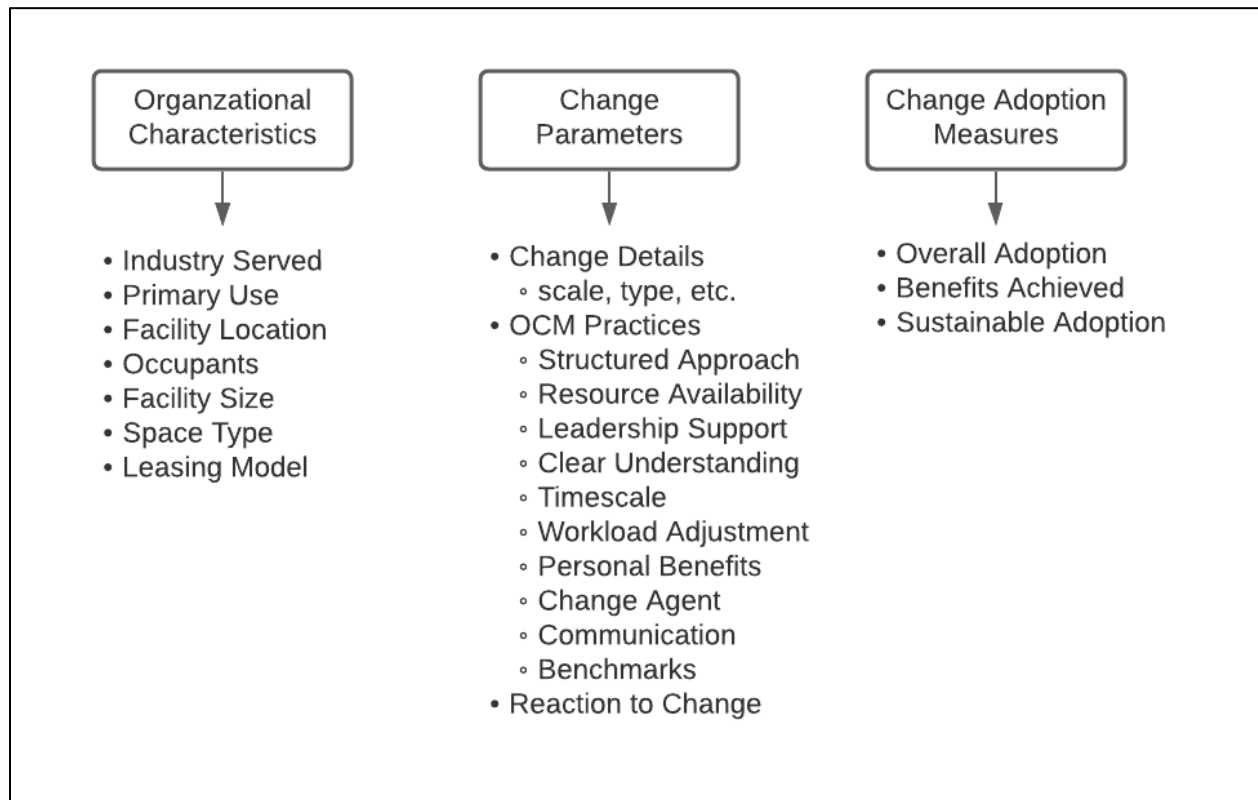 Organzational
Characteristics
• Industry Served
• Primary Use
• Facility Location
• Occupants
• Facility Size
• Space Type
• Leasing Model
Change
Parameters
• Change Details
◦ scale, type, etc.
• OCM Practices
◦ Structured Approach
◦ Resource Availability
◦ Leadership Support
◦ Clear Understanding
◦ Timescale
◦ Workload Adjustment
◦ Personal Benefits
◦ Change Agent
◦ Communication
◦ Benchmarks
• Reaction to Change
Change Adoption
Measures
• Overall Adoption
• Benefits Achieved
• Sustainable Adoption